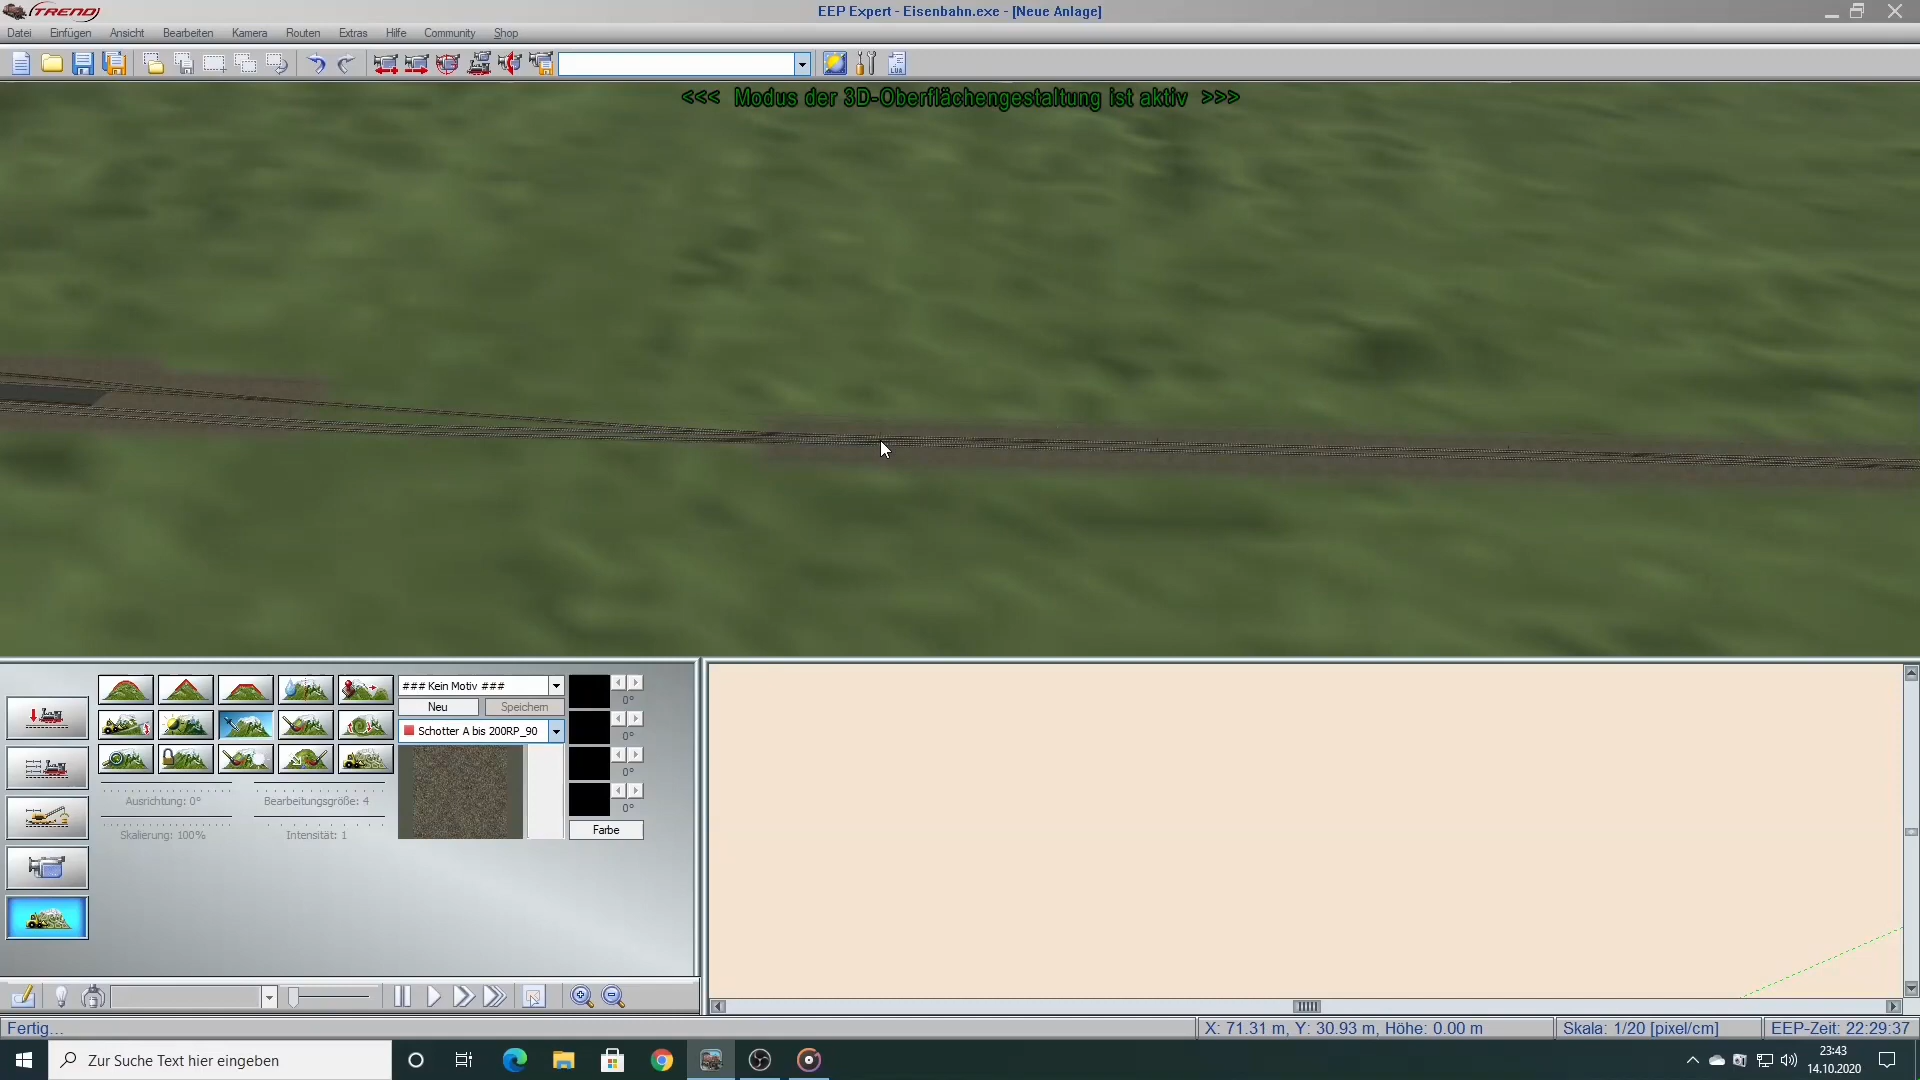 TREND
EEP Expert - Eisenbahn.exe - [Neue Anlage]
Datei Einfügen Ansicht Bearbeiten Kamera Routen Extras Hilfe Community Shop
LUA
<<< Modus der 3D-Oberflächengestaltung ist aktiv >>>
### Kein Motiv ###
Neu Speichern
Schotter A bis 200RP_90
0°
0°
0°
0°
Ausrichtung: 0° Bearbeitungsgröße: 4
Skalierung: 100% Intensität: 1
Farbe
Fertig...
X: 71.31 m, Y: 30.93 m, Höhe: 0.00 m
Skala: 1/20 [pixel/cm]
EEP-Zeit: 22:29:37
Zur Suche Text hier eingeben
23:43
14.10.2020